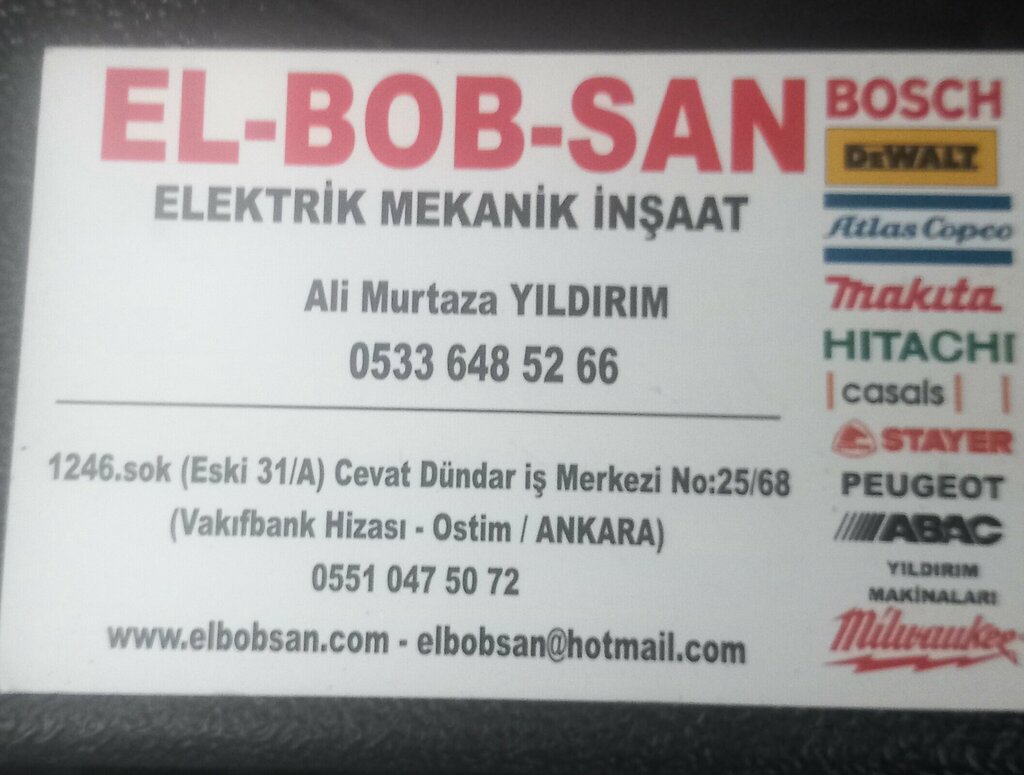 EL-BOB-SAN
ELEKTRİK MEKANİK İNŞAAT
Ali Murtaza YILDIRIM
0533 648 52 66
1246.sok (Eski 31/A) Cevat Dündar iş Merkezi No:25/68
(Vakıfbank Hizası - Ostim / ANKARA)
0551 047 50 72
www.elbobsan.com - elbobsan@hotmail.com
BOSCH
DEWALT
Atlas Copco
makita
HITACHI
casals
STAYER
PEUGEOT
ABAC
YILDIRIM
MAKİNALARI
Milwaukee